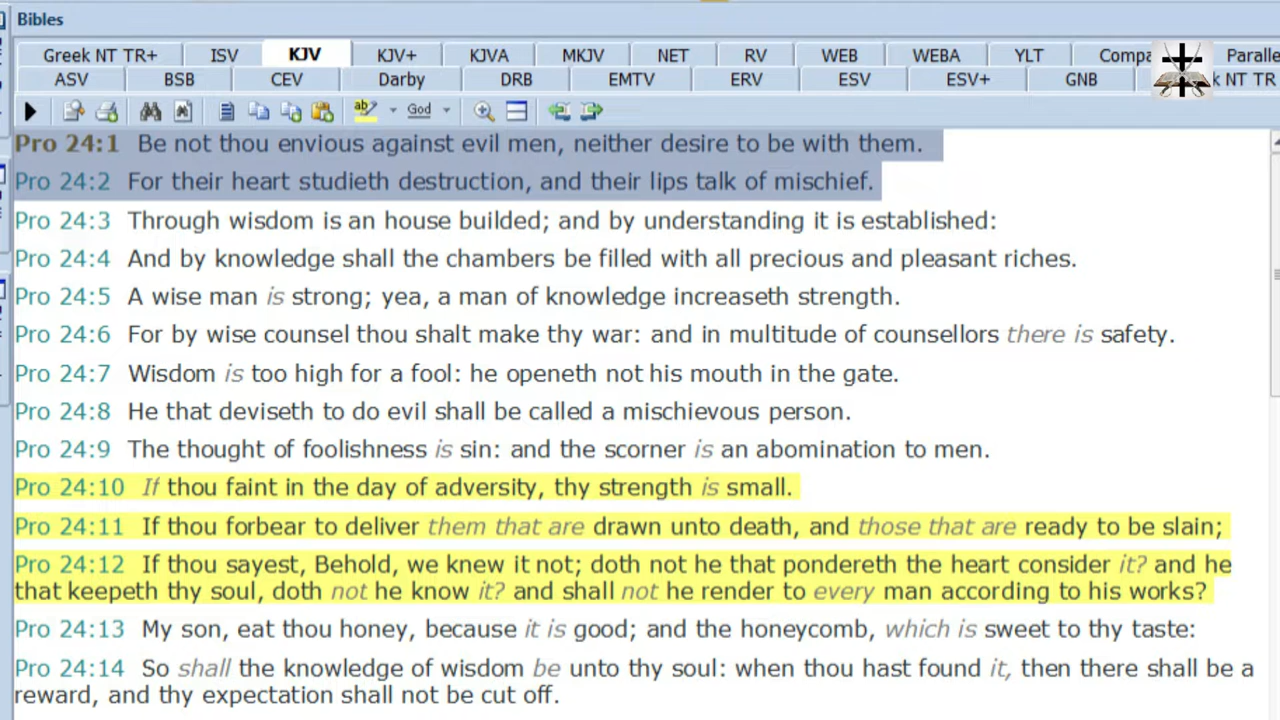 Bibles
Greek NT TR+ ISV KJV KJV+ KJVA MKJV NET RV WEB WEBA YLT Compa Paralle
ASV BSB CEV Darby DRB EMTV ERV ESV ESV+ GNB k NT TR
ab God
Pro 24:1 Be not thou envious against evil men, neither desire to be with them.
Pro 24:2 For their heart studieth destruction, and their lips talk of mischief.
Pro 24:3 Through wisdom is an house builded; and by understanding it is established:
Pro 24:4 And by knowledge shall the chambers be filled with all precious and pleasant riches.
Pro 24:5 A wise man is strong; yea, a man of knowledge increaseth strength.
Pro 24:6 For by wise counsel thou shalt make thy war: and in multitude of counsellors there is safety.
Pro 24:7 Wisdom is too high for a fool: he openeth not his mouth in the gate.
Pro 24:8 He that deviseth to do evil shall be called a mischievous person.
Pro 24:9 The thought of foolishness is sin: and the scorner is an abomination to men.
Pro 24:10 If thou faint in the day of adversity, thy strength is small.
Pro 24:11 If thou forbear to deliver them that are drawn unto death, and those that are ready to be slain;
Pro 24:12 If thou sayest, Behold, we knew it not; doth not he that pondereth the heart consider it? and he
that keepeth thy soul, doth not he know it? and shall not he render to every man according to his works?
Pro 24:13 My son, eat thou honey, because it is good; and the honeycomb, which is sweet to thy taste:
Pro 24:14 So shall the knowledge of wisdom be unto thy soul: when thou hast found it, then there shall be a
reward, and thy expectation shall not be cut off.